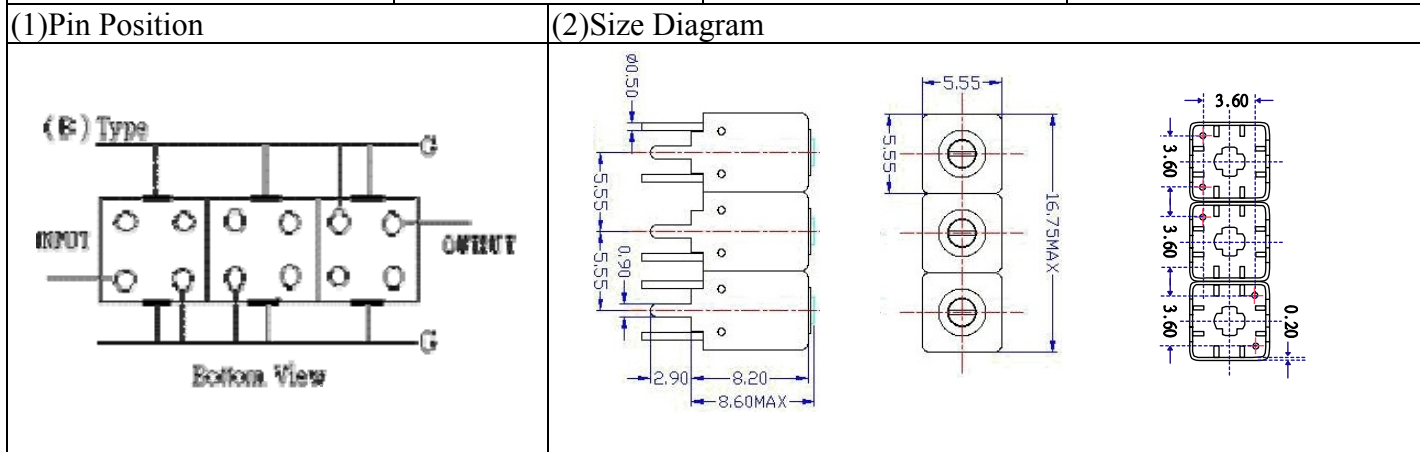 (1)Pin Position
(2)Size Diagram
(B) Type
G
INPUT
OUTPUT
G
Bottom View
ø0.50
5.55
5.55
0.90
2.90
8.20
8.60MAX
5.55
5.55
16.75MAX
3.60
3.60
3.60
3.60
0.20